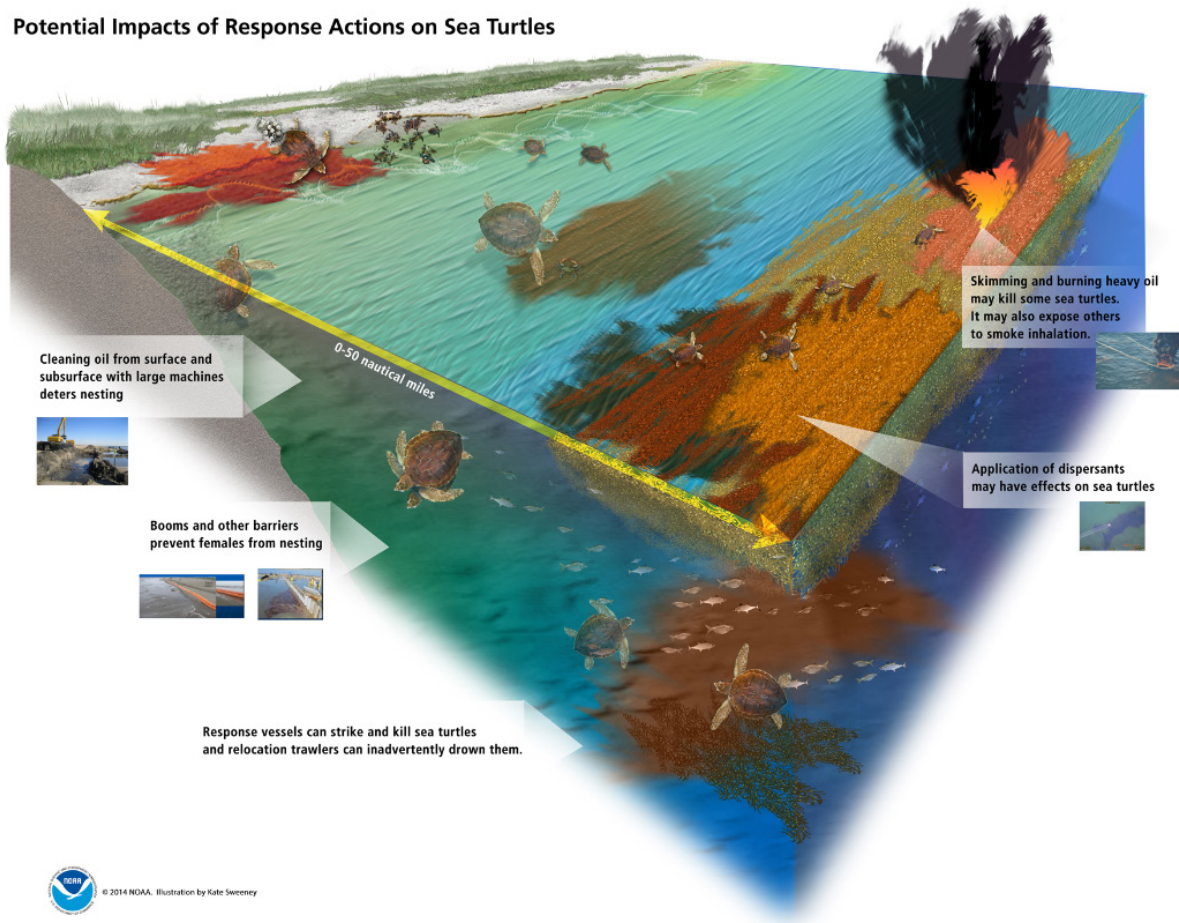 Potential Impacts of Response Actions on Sea Turtles
Skimming and burning heavy oil
may kill some sea turtles.
It may also expose others
to smoke inhalation.
0-50 nautical miles
Cleaning oil from surface and
subsurface with large machines
deters nesting
Application of dispersants
may have effects on sea turtles
Booms and other barriers
prevent females from nesting
Response vessels can strike and kill sea turtles
and relocation trawlers can inadvertently drown them.
NOAA
© 2014 NOAA. Illustration by Kate Sweeney